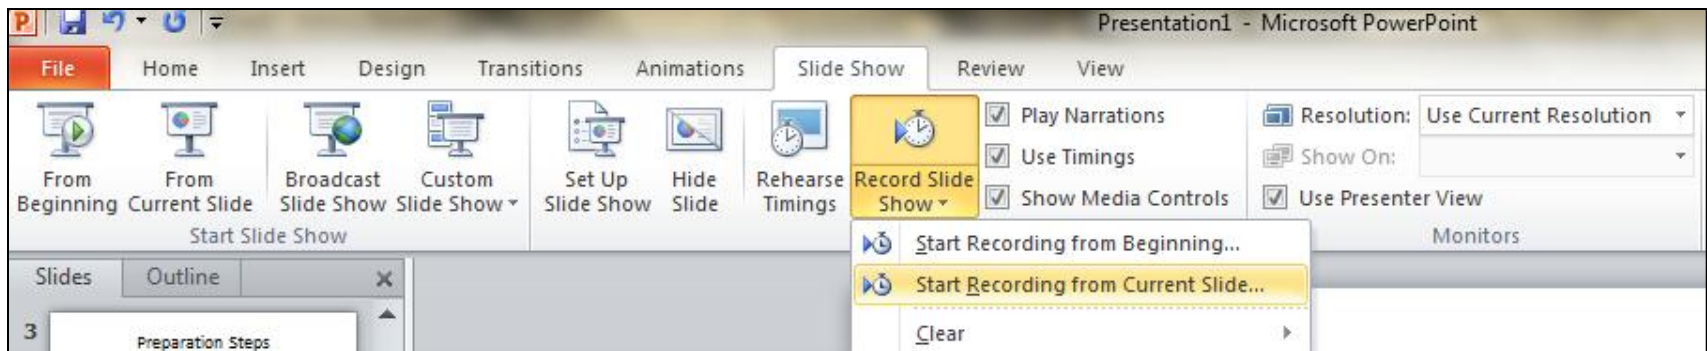 Presentation1 - Microsoft PowerPoint
File Home Insert Design Transitions Animations Slide Show Review View
From Beginning
From Current Slide
Broadcast Slide Show
Custom Slide Show
Start Slide Show
Set Up Slide Show
Hide Slide
Rehearse Timings
Record Slide Show
Play Narrations
Use Timings
Show Media Controls
Resolution: Use Current Resolution
Show On:
Use Presenter View
Monitors
Start Recording from Beginning...
Start Recording from Current Slide...
Clear
Slides Outline
3
Preparation Steps